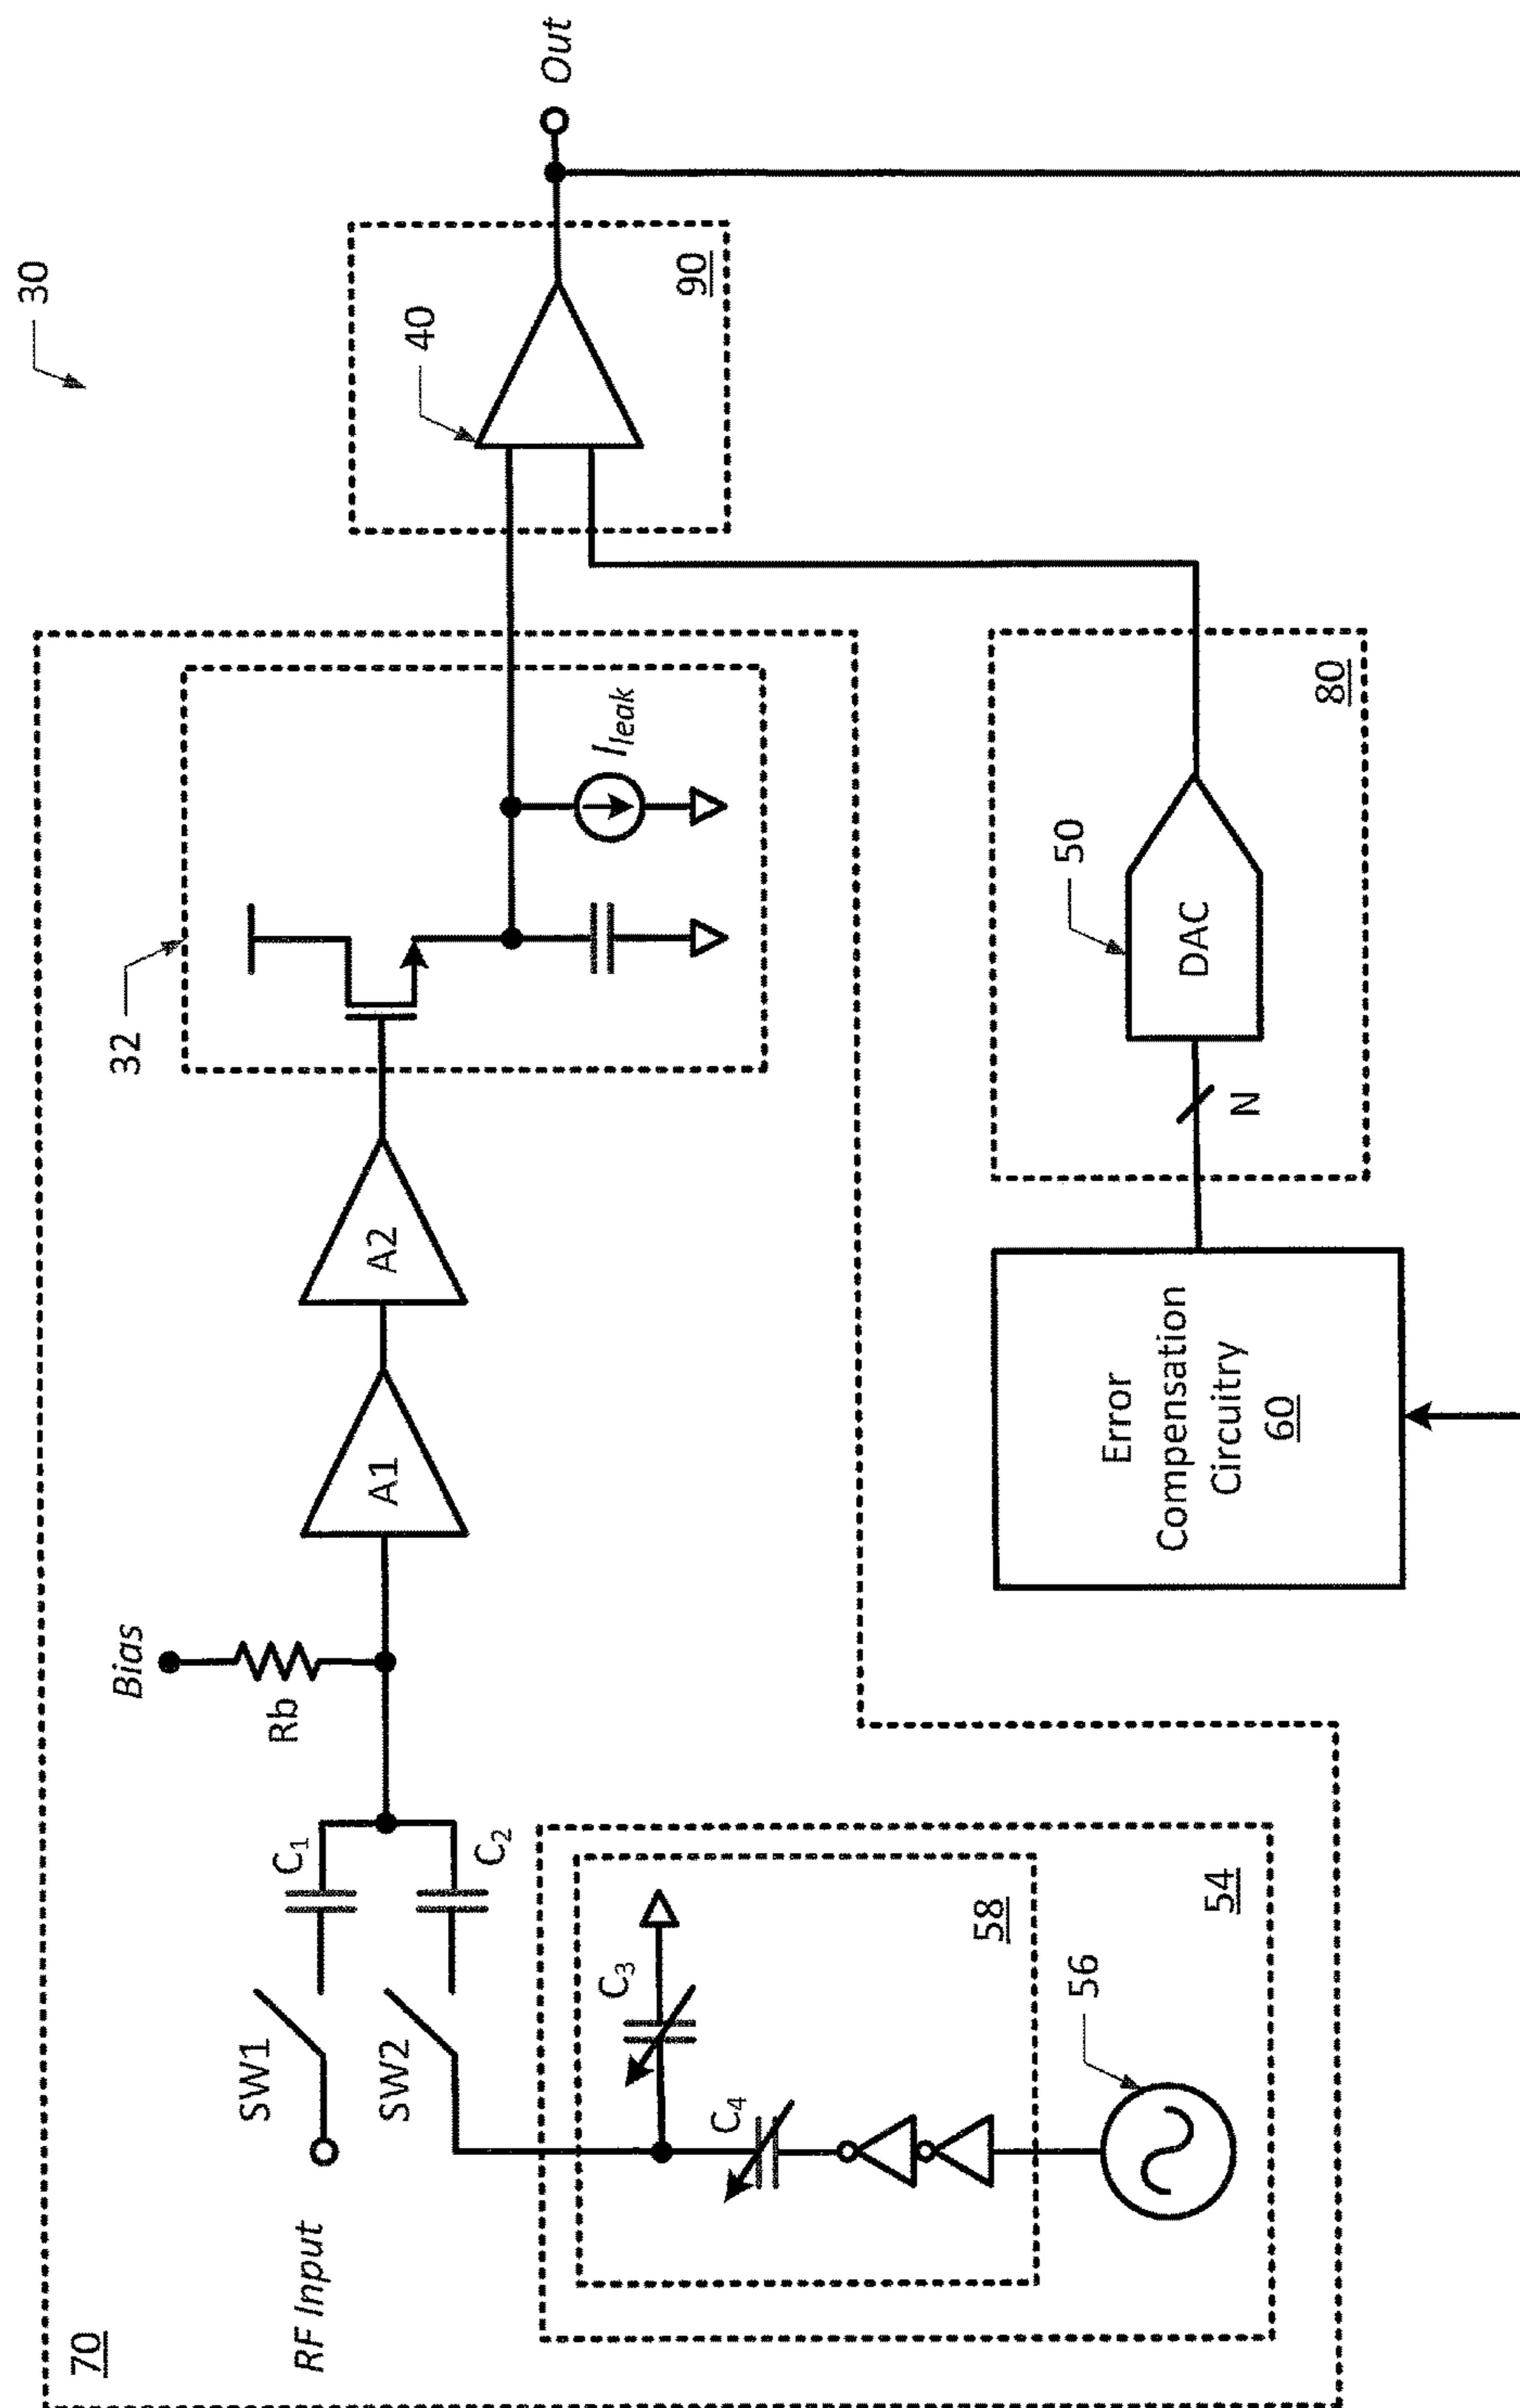 30
70
RF Input
SW1
SW2
C1
C2
Bias
Rb
A1
A2
32
Ileak
40
90
Out
C3
C4
58
56
54
Error
Compensation
Circuitry
60
N
50
DAC
80